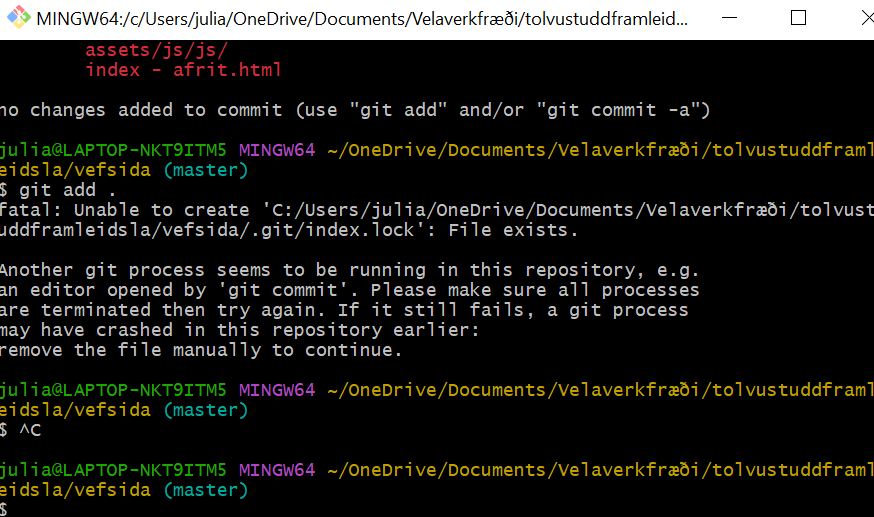 MINGW64:/c/Users/julia/OneDrive/Documents/Velaverkfræði/tolvustuddframleid...
assets/js/js/
index - afrit.html
no changes added to commit (use "git add" and/or "git commit -a")
julia@LAPTOP-NKT9ITM5 MINGW64 ~/OneDrive/Documents/Velaverkfræði/tolvustuddframl
eidsla/vefsida (master)
$ git add .
fatal: Unable to create 'C:/Users/julia/OneDrive/Documents/Velaverkfræði/tolvust
uddframleidsla/vefsida/.git/index.lock': File exists.
Another git process seems to be running in this repository, e.g.
an editor opened by 'git commit'. Please make sure all processes
are terminated then try again. If it still fails, a git process
may have crashed in this repository earlier:
remove the file manually to continue.
julia@LAPTOP-NKT9ITM5 MINGW64 ~/OneDrive/Documents/Velaverkfræði/tolvustuddframl
eidsla/vefsida (master)
$ ^C
julia@LAPTOP-NKT9ITM5 MINGW64 ~/OneDrive/Documents/Velaverkfræði/tolvustuddframl
eidsla/vefsida (master)
$